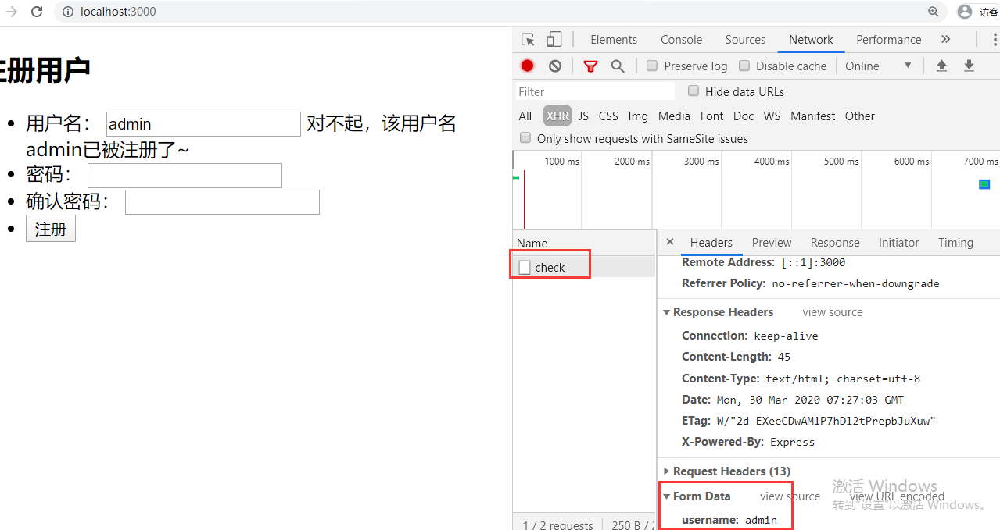 localhost:3000
访客
注册用户
用户名： admin 对不起，该用户名
admin已被注册了~
密码：
确认密码：
注册
Elements Console Sources Network Performance »
Preserve log Disable cache Online ▼
Filter Hide data URLs
All XHR JS CSS Img Media Font Doc WS Manifest Other
Only show requests with SameSite issues
1000 ms 2000 ms 3000 ms 4000 ms 5000 ms 6000 ms 7000 ms
Name
check
1 / 2 requests 250 B /
× Headers Preview Response Initiator Timing
Remote Address: [::1]:3000
Referrer Policy: no-referrer-when-downgrade
Response Headers view source
Connection: keep-alive
Content-Length: 45
Content-Type: text/html; charset=utf-8
Date: Mon, 30 Mar 2020 07:27:03 GMT
ETag: W/"2d-EXeeCDwAM1P7hDl2tPrepbJuXuw"
X-Powered-By: Express
Request Headers (13)
Form Data view source view URL encoded
username: admin
激活 Windows
转到"设置"以激活 Windows。